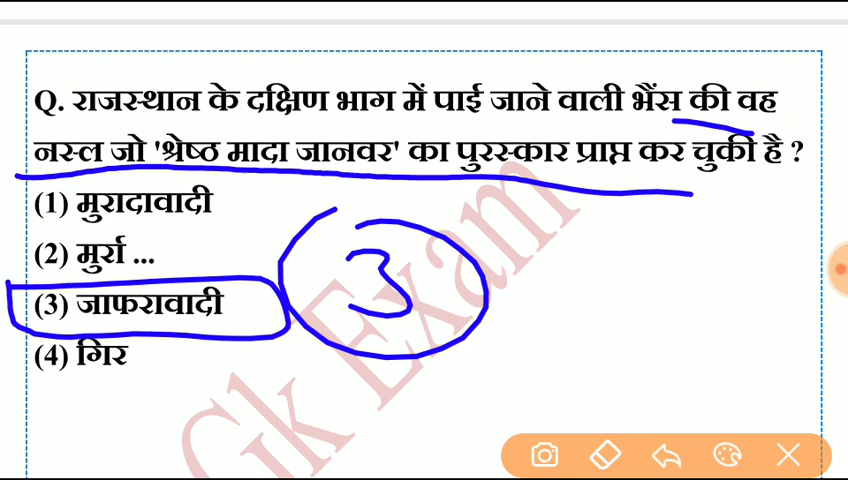 Q. राजस्थान के दक्षिण भाग में पाई जाने वाली भैंस की वह
नस्ल जो 'श्रेष्ठ मादा जानवर' का पुरस्कार प्राप्त कर चुकी है ?
(1) मुरादावादी
(2) मुर्रा ...
(3) जाफरावादी
3
(4) गिर
Gk Exam